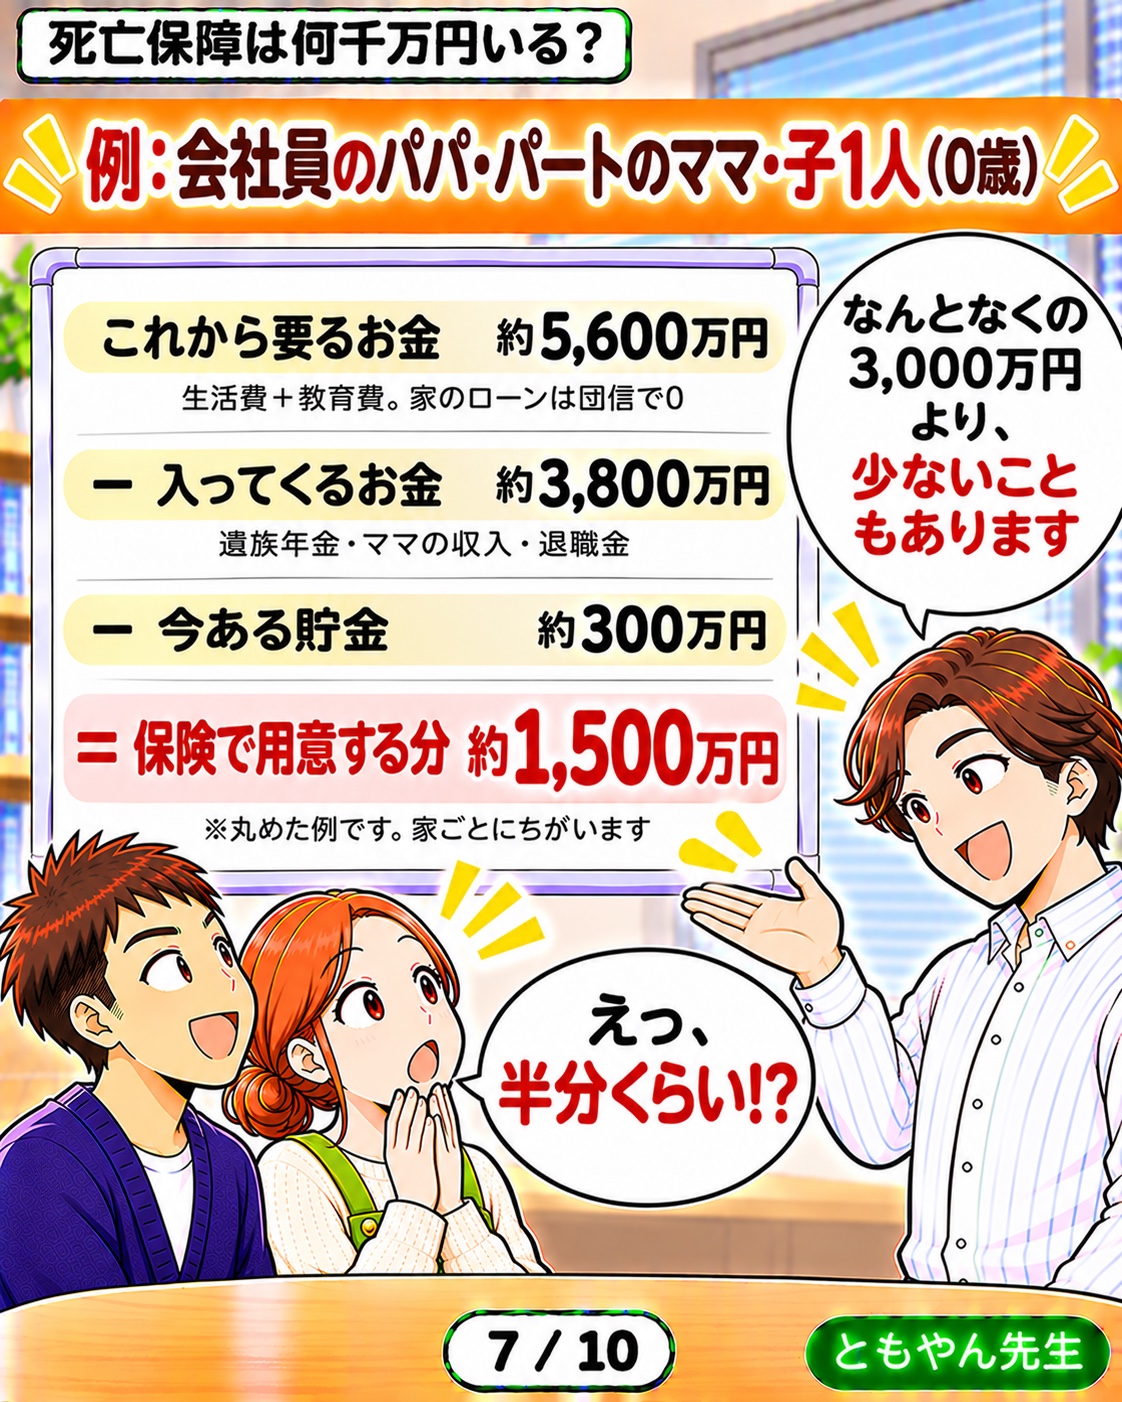 死亡保障は何千万円いる？
例：会社員のパパ・パートのママ・子1人（0歳）
これから要るお金 約5,600万円
生活費＋教育費。家のローンは団信で0
－ 入ってくるお金 約3,800万円
遺族年金・ママの収入・退職金
－ 今ある貯金 約300万円
＝ 保険で用意する分 約1,500万円
※丸めた例です。家ごとにちがいます
なんとなくの
3,000万円
より、
少ないこと
もあります
えっ、
半分くらい!?
7 / 10
ともやん先生